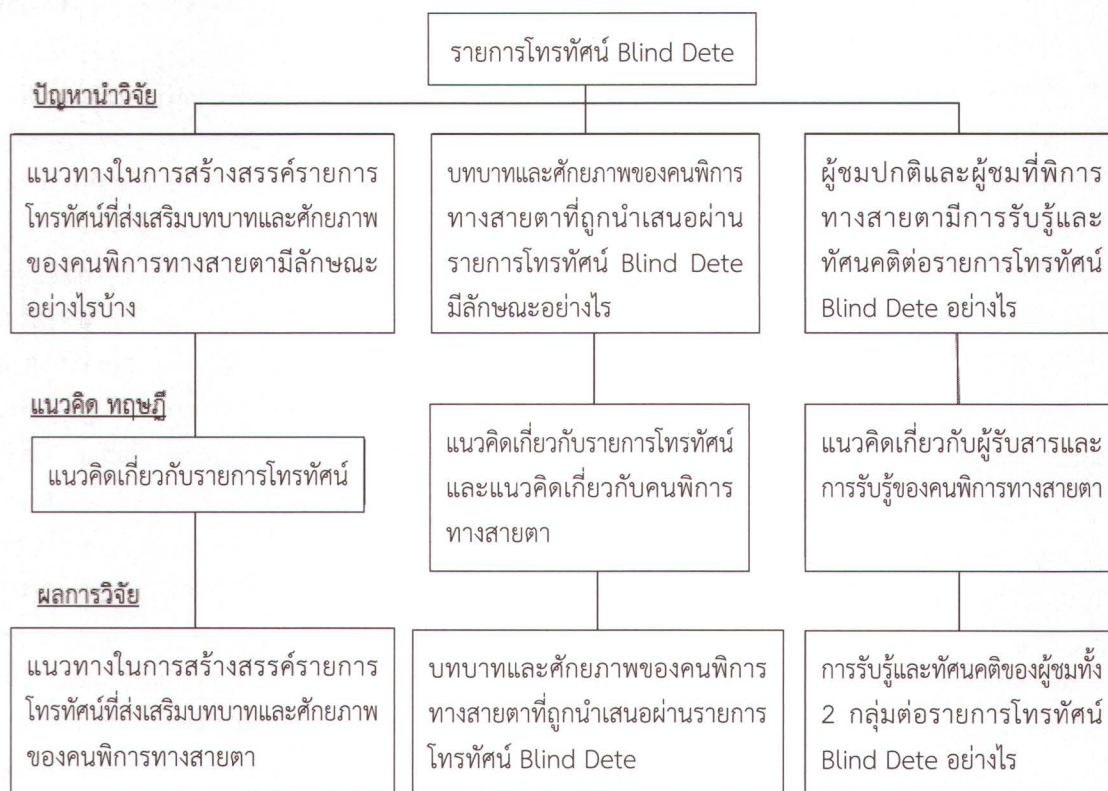 รายการโทรทัศน์ Blind Dete
ปัญหานำวิจัย
แนวทางในการสร้างสรรค์รายการ
โทรทัศน์ที่ส่งเสริมบทบาทและศักยภาพ
ของคนพิการทางสายตามีลักษณะ
อย่างไรบ้าง
บทบาทและศักยภาพของคนพิการ
ทางสายตาที่ถูกนำเสนอผ่าน
รายการโทรทัศน์ Blind Dete
มีลักษณะอย่างไร
ผู้ชมปกติและผู้ชมที่พิการ
ทางสายตามีการรับรู้และ
ทัศนคติต่อรายการโทรทัศน์
Blind Dete อย่างไร
แนวคิด ทฤษฎี
แนวคิดเกี่ยวกับรายการโทรทัศน์
แนวคิดเกี่ยวกับรายการโทรทัศน์
และแนวคิดเกี่ยวกับคนพิการ
ทางสายตา
แนวคิดเกี่ยวกับผู้รับสารและ
การรับรู้ของคนพิการทางสายตา
ผลการวิจัย
แนวทางในการสร้างสรรค์รายการ
โทรทัศน์ที่ส่งเสริมบทบาทและศักยภาพ
ของคนพิการทางสายตา
บทบาทและศักยภาพของคนพิการ
ทางสายตาที่ถูกนำเสนอผ่านรายการ
โทรทัศน์ Blind Dete
การรับรู้และทัศนคติของผู้ชมทั้ง
2 กลุ่มต่อรายการโทรทัศน์
Blind Dete อย่างไร